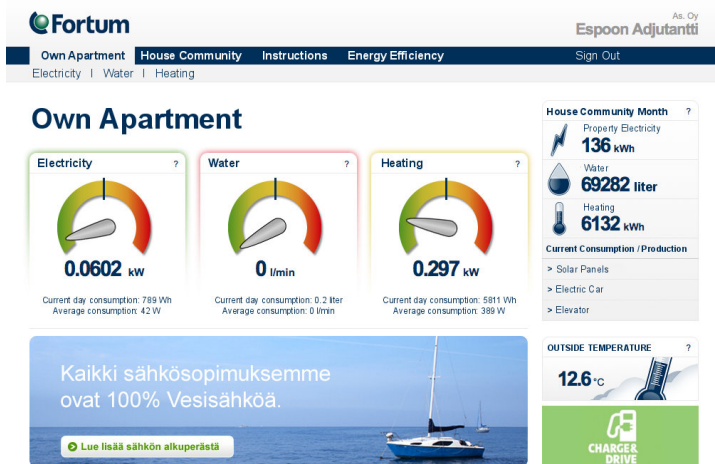 Fortum
As. Oy
Espoon Adjutantti
Own Apartment House Community Instructions Energy Efficiency Sign Out
Electricity | Water | Heating
Own Apartment
Electricity ?
0.0602 kW
Current day consumption: 789 Wh
Average consumption: 42 W
Water ?
0 l/min
Current day consumption: 0.2 liter
Average consumption: 0 l/min
Heating ?
0.297 kW
Current day consumption: 5811 Wh
Average consumption: 389 W
House Community Month ?
Property Electricity
136 kWh
Water
69282 liter
Heating
6132 kWh
Current Consumption / Production
> Solar Panels
> Electric Car
> Elevator
Kaikki sähkösopimuksemme
ovat 100% Vesisähköä.
Lue lisää sähkön alkuperästä
OUTSIDE TEMPERATURE ?
12.6 °C
CHARGE&
DRIVE